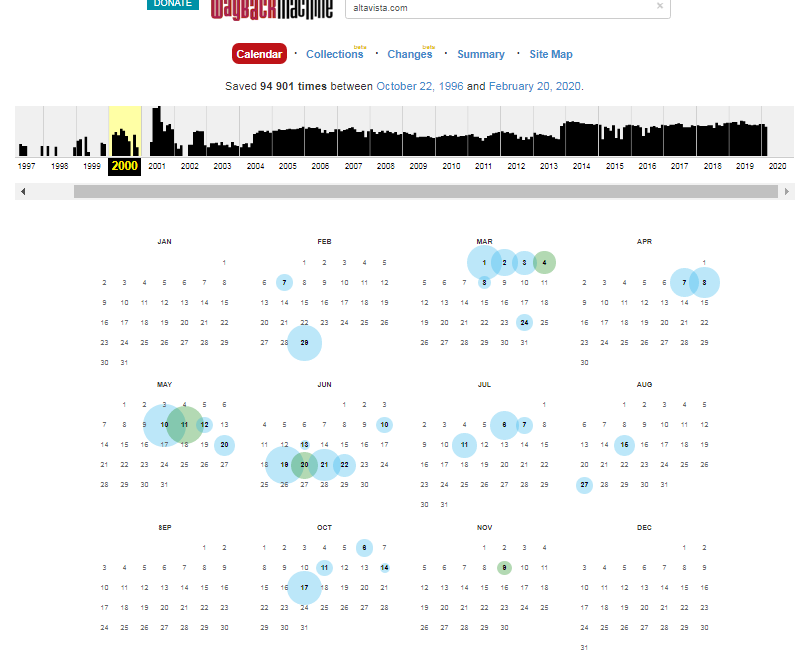 DONATE WayBackMachine altavista.com ×
Calendar · Collections Beta · Changes Beta · Summary · Site Map
Saved 94 901 times between October 22, 1996 and February 20, 2020.
1997 1998 1999 2000 2001 2002 2003 2004 2005 2006 2007 2008 2009 2010 2011 2012 2013 2014 2015 2016 2017 2018 2019 2020
JAN FEB MAR APR
1 1 2 3 4 5 1 2 3 4 1
2 3 4 5 6 7 8 6 7 8 9 10 11 12 5 6 7 8 9 10 11 2 3 4 5 6 7 8
9 10 11 12 13 14 15 13 14 15 16 17 18 19 12 13 14 15 16 17 18 9 10 11 12 13 14 15
16 17 18 19 20 21 22 20 21 22 23 24 25 26 19 20 21 22 23 24 25 16 17 18 19 20 21 22
23 24 25 26 27 28 29 27 28 29 26 27 28 29 30 31 23 24 25 26 27 28 29
30 31 30
MAY JUN JUL AUG
1 2 3 4 5 6 1 2 3 1 1 2 3 4 5
7 8 9 10 11 12 13 4 5 6 7 8 9 10 2 3 4 5 6 7 8 6 7 8 9 10 11 12
14 15 16 17 18 19 20 11 12 13 14 15 16 17 9 10 11 12 13 14 15 13 14 15 16 17 18 19
21 22 23 24 25 26 27 18 19 20 21 22 23 24 16 17 18 19 20 21 22 20 21 22 23 24 25 26
28 29 30 31 25 26 27 28 29 30 23 24 25 26 27 28 29 27 28 29 30 31
30 31
SEP OCT NOV DEC
1 2 1 2 3 4 5 6 7 1 2 3 4 1 2
3 4 5 6 7 8 9 8 9 10 11 12 13 14 5 6 7 8 9 10 11 3 4 5 6 7 8 9
10 11 12 13 14 15 16 15 16 17 18 19 20 21 12 13 14 15 16 17 18 10 11 12 13 14 15 16
17 18 19 20 21 22 23 22 23 24 25 26 27 28 19 20 21 22 23 24 25 17 18 19 20 21 22 23
24 25 26 27 28 29 30 29 30 31 26 27 28 29 30 24 25 26 27 28 29 30
31